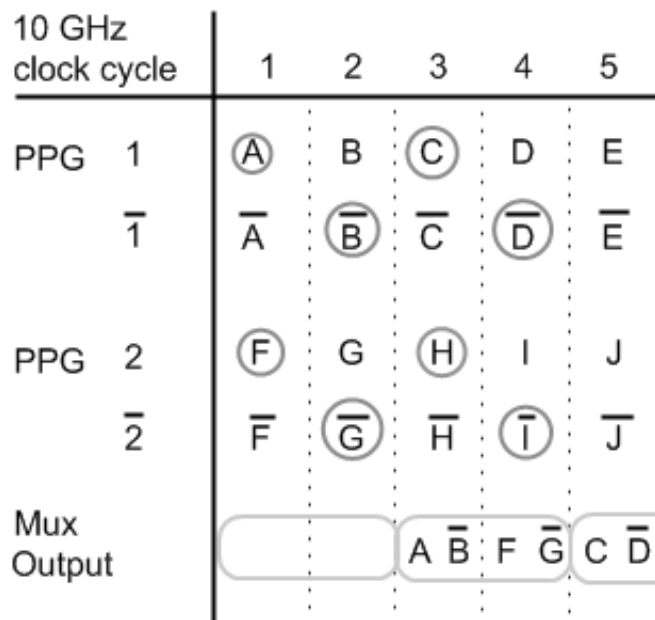 10 GHz
clock cycle 1 2 3 4 5
PPG 1 A B C D E
1̅ A̅ B̅ C̅ D̅ E̅
PPG 2 F G H I J
2̅ F̅ G̅ H̅ I̅ J̅
Mux
Output A B̅ F G̅ C D̅